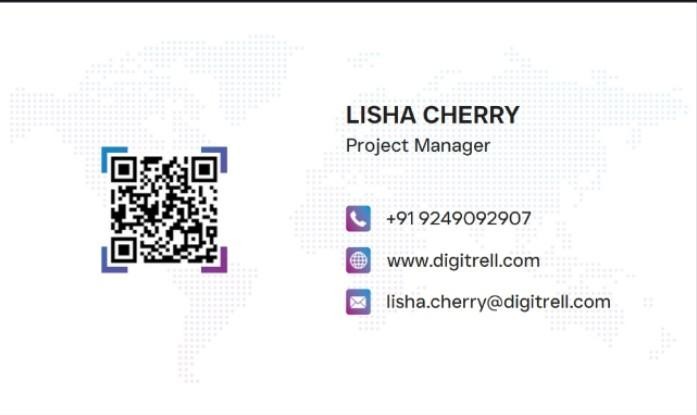 LISHA CHERRY
Project Manager
+91 9249092907
www.digitrell.com
lisha.cherry@digitrell.com